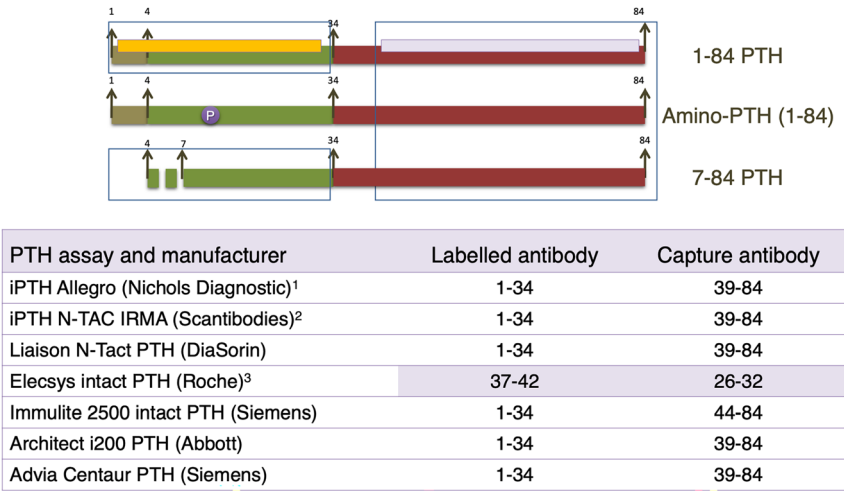 1 4 34 84
1-84 PTH
1 4 34 84
P
Amino-PTH (1-84)
4 7 34 84
7-84 PTH
PTH assay and manufacturer Labelled antibody Capture antibody
iPTH Allegro (Nichols Diagnostic)¹ 1-34 39-84
iPTH N-TAC IRMA (Scantibodies)² 1-34 39-84
Liaison N-Tact PTH (DiaSorin) 1-34 39-84
Elecsys intact PTH (Roche)³ 37-42 26-32
Immulite 2500 intact PTH (Siemens) 1-34 44-84
Architect i200 PTH (Abbott) 1-34 39-84
Advia Centaur PTH (Siemens) 1-34 39-84